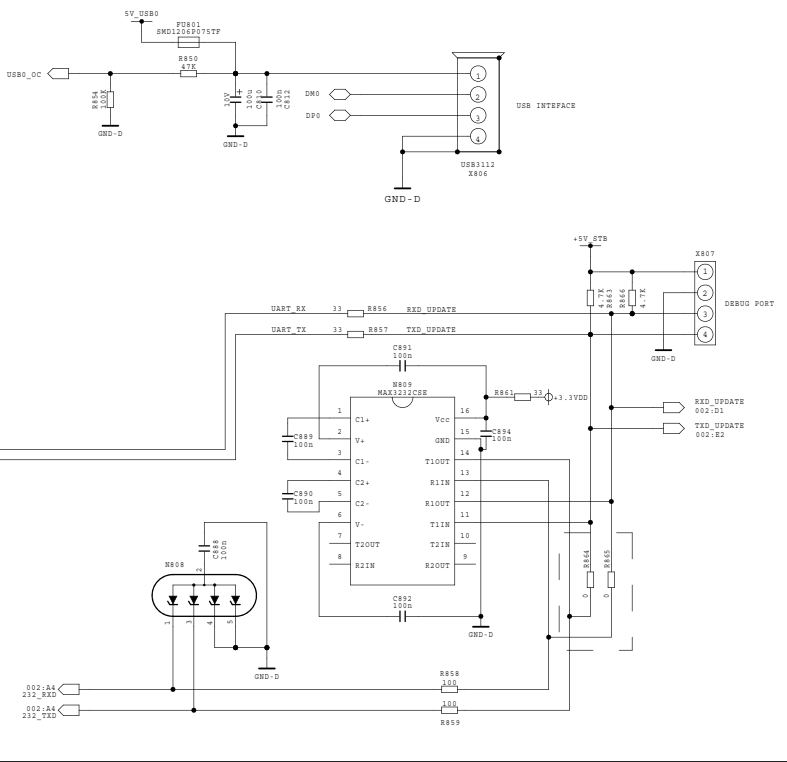 5V_USB0
FU801
SMD1206P075TF
R850
47K
USB0_OC
R854
100K
GND-D
10V
+
100u
C810
100n
C812
GND-D
DM0
DP0
1
2
3
4
USB INTEFACE
USB3112
X806
GND-D
+5V_STB
X807
1
2
3
4
DEBUG PORT
4.7K
R863
R866
4.7K
GND-D
UART_RX
33
R856
RXD_UPDATE
UART_TX
33
R857
TXD_UPDATE
C891
100n
N809
MAX3232CSE
R861
33
+3.3VDD
RXD_UPDATE
002:D1
TXD_UPDATE
002:E2
1
C1+
2
V+
3
C1-
4
C2+
5
C2-
6
V-
7
T2OUT
8
R2IN
16
Vcc
15
GND
14
T1OUT
13
R1IN
12
R1OUT
11
T1IN
10
T2IN
9
R2OUT
C889
100n
C890
100n
C894
100n
C892
100n
GND-D
R864
0
R865
0
C888
100n
N808
2
1
3
4
5
GND-D
002:A4
232_RXD
002:A4
232_TXD
R858
100
100
R859